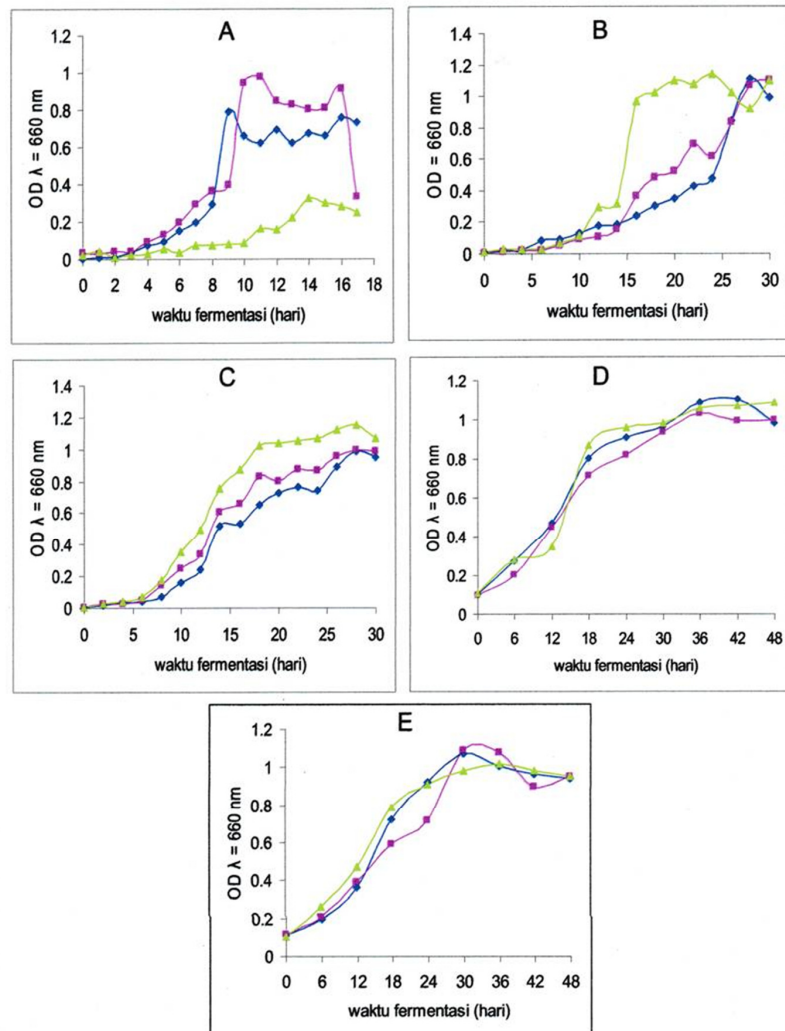 A
1.2
1
0.8
0.6
0.4
0.2
0
OD λ = 660 nm
0 2 4 6 8 10 12 14 16 18
waktu fermentasi (hari)
B
1.4
1.2
1
0.8
0.6
0.4
0.2
0
OD = 660 nm
0 5 10 15 20 25 30
waktu fermentasi (hari)
C
1.4
1.2
1
0.8
0.6
0.4
0.2
0
OD λ = 660 nm
0 5 10 15 20 25 30
waktu fermentasi (hari)
D
1.2
1
0.8
0.6
0.4
0.2
0
OD λ = 660 nm
0 6 12 18 24 30 36 42 48
waktu fermentasi (hari)
E
1.2
1
0.8
0.6
0.4
0.2
0
OD λ = 660 nm
0 6 12 18 24 30 36 42 48
waktu fermentasi (hari)